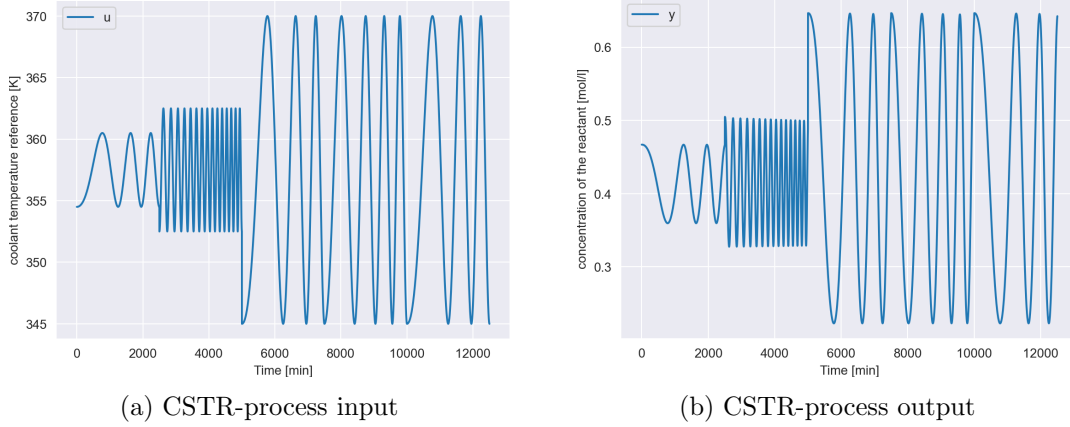 u
coolant temperature reference [K]
370
365
360
355
350
345
0 2000 4000 6000 8000 10000 12000
Time [min]
(a) CSTR-process input
y
concentration of the reactant [mol/l]
0.6
0.5
0.4
0.3
0 2000 4000 6000 8000 10000 12000
Time [min]
(b) CSTR-process output